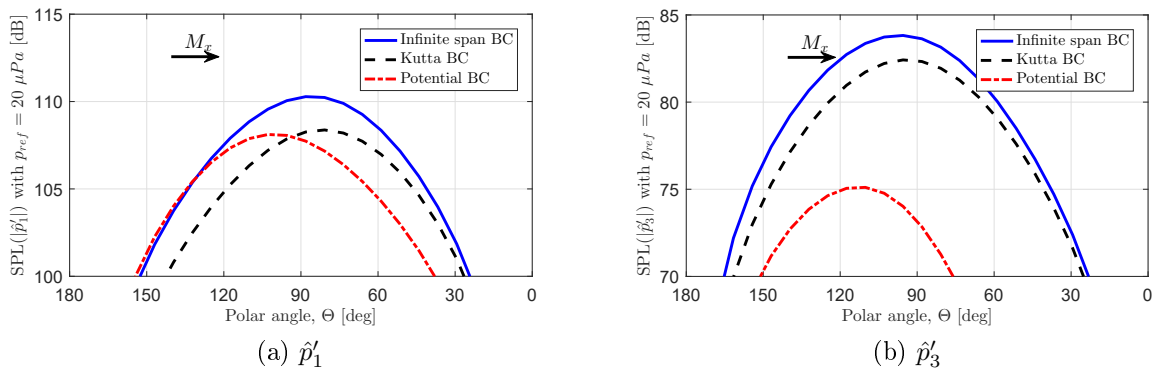 SPL(|p̂′₁|) with p_ref = 20 μPa [dB]
115
110
105
100
M_x
Infinite span BC
Kutta BC
Potential BC
180 150 120 90 60 30 0
Polar angle, Θ [deg]
(a) p̂′₁
SPL(|p̂′₃|) with p_ref = 20 μPa [dB]
85
80
75
70
M_x
Infinite span BC
Kutta BC
Potential BC
180 150 120 90 60 30 0
Polar angle, Θ [deg]
(b) p̂′₃